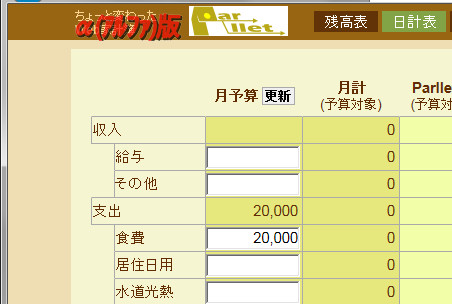 ちょっと変わった
α(アルファ)版
Parllet
残高表 日計表
月予算 更新 月計 Parlle
(予算対象) (予算対
収入 0
給与 0
その他 0
支出 20,000 0
食費 20,000 0
居住日用 0
水道光熱 0